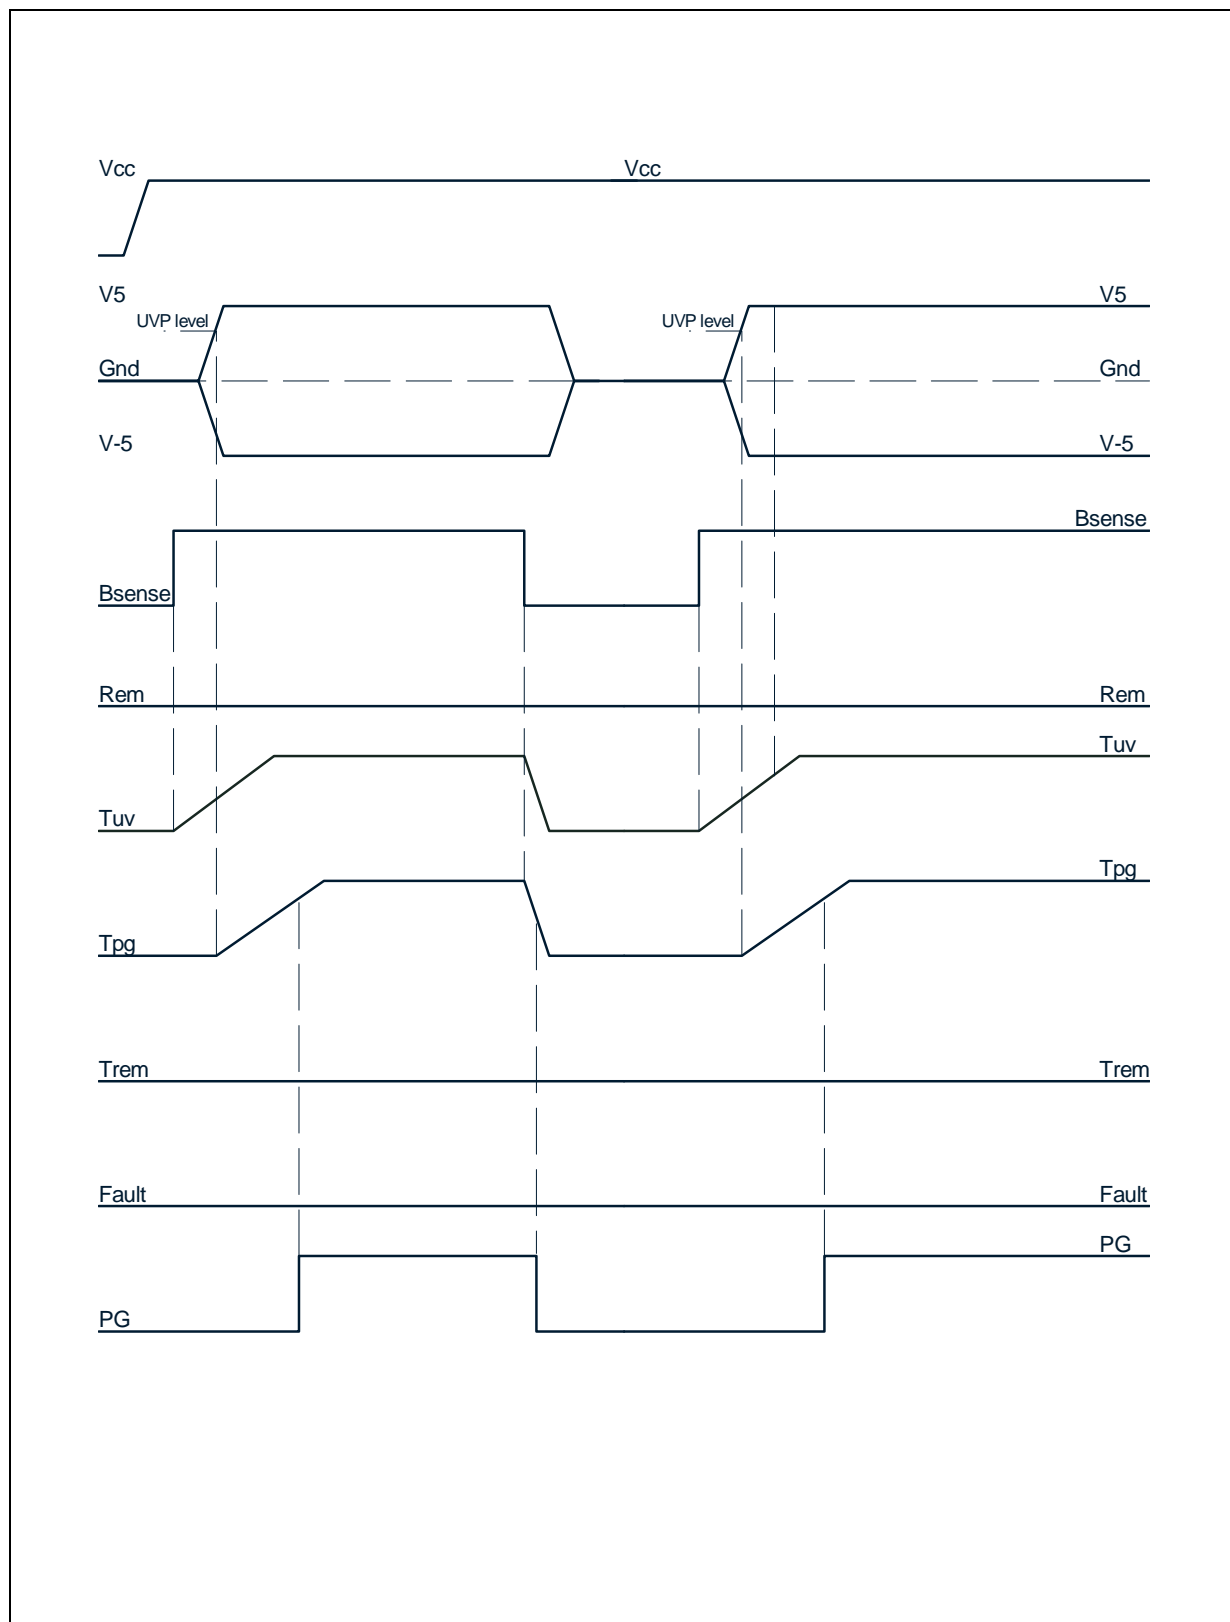 Vcc Vcc
V5 V5
UVP level UVP level
Gnd Gnd
V-5 V-5
Bsense
Bsense
Rem Rem
Tuv
Tuv
Tpg
Tpg
Trem Trem
Fault Fault
PG
PG